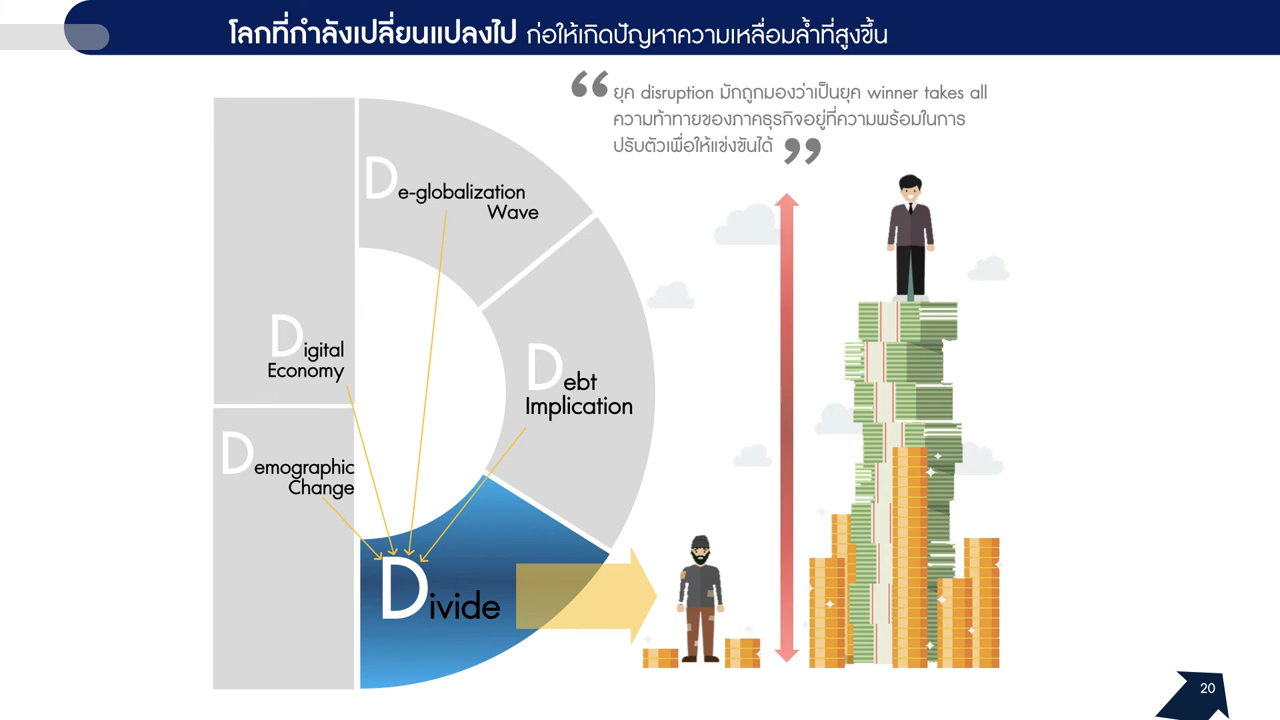 โลกที่กำลังเปลี่ยนแปลงไป ก่อให้เกิดปัญหาความเหลื่อมล้ำที่สูงขึ้น
“ยุค disruption มักถูกมองว่าเป็นยุค winner takes all
ความท้าทายของภาคธุรกิจอยู่ที่ความพร้อมในการ
ปรับตัวเพื่อให้แข่งขันได้”
De-globalization
Wave
Digital
Economy
Debt
Implication
Demographic
Change
Divide
20